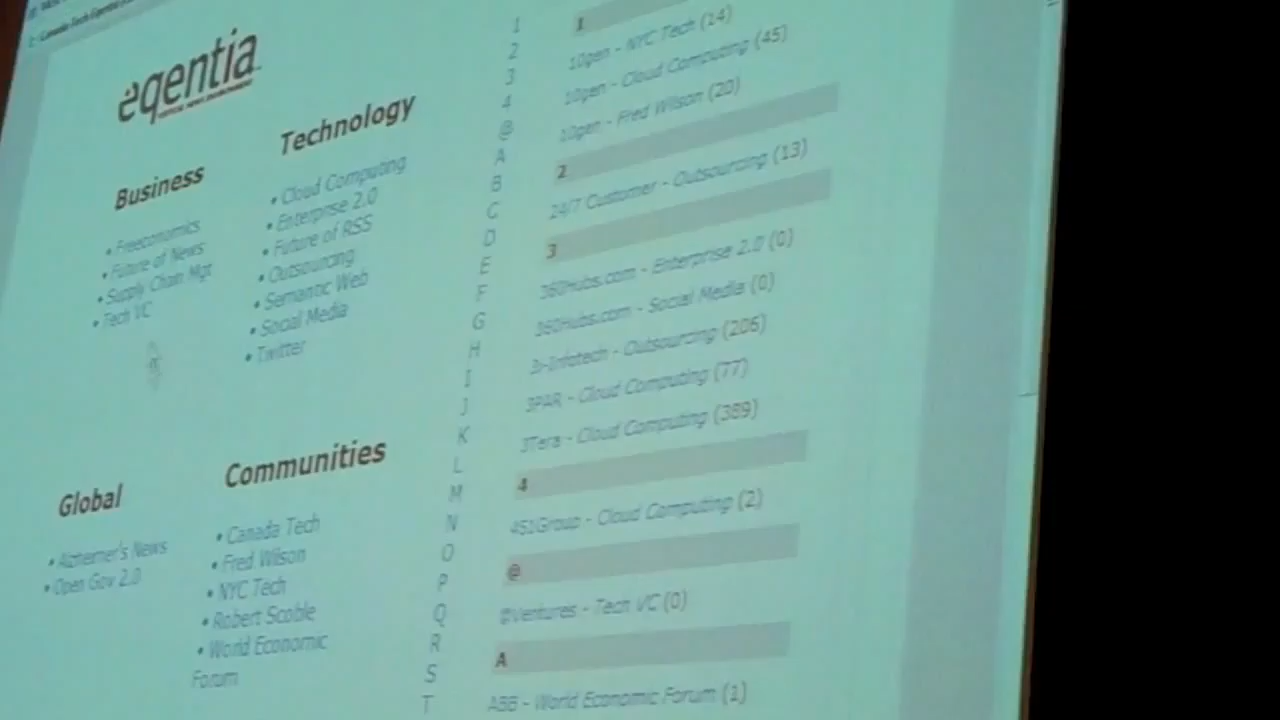 eqentia
Business
• Freeconomics
• Future of News
• Supply Chain Mgt
• Tech VC
Technology
• Cloud Computing
• Enterprise 2.0
• Future of RSS
• Outsourcing
• Semantic Web
• Social Media
• Twitter
Global
• Alzheimer's News
• Open Gov 2.0
Communities
• Canada Tech
• Fred Wilson
• NYC Tech
• Robert Scoble
• World Economic
Forum
1
2
3
4
@
A
B
C
D
E
F
G
H
I
J
K
L
M
N
O
P
Q
R
S
T
1
10gen - NYC Tech (14)
10gen - Cloud Computing (45)
10gen - Fred Wilson (20)
2
24/7 Customer - Outsourcing (13)
3
360Hubs.com - Enterprise 2.0 (0)
360Hubs.com - Social Media (0)
3i-Infotech - Outsourcing (206)
3PAR - Cloud Computing (77)
3Tera - Cloud Computing (389)
4
451Group - Cloud Computing (2)
@
@Ventures - Tech VC (0)
A
ABB - World Economic Forum (1)